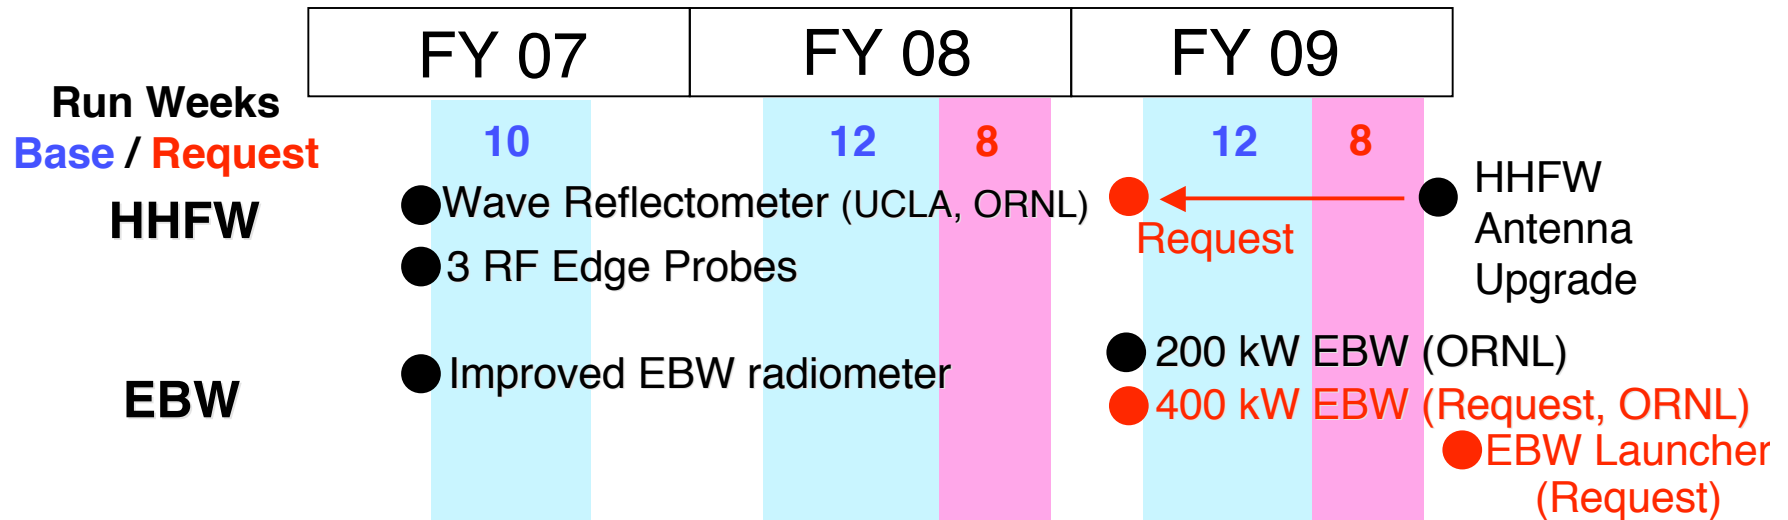 FY 07 FY 08 FY 09
Run Weeks
Base / Request
10 12 8 12 8
HHFW
Wave Reflectometer (UCLA, ORNL)
3 RF Edge Probes
Request
HHFW
Antenna
Upgrade
EBW
Improved EBW radiometer
200 kW EBW (ORNL)
400 kW EBW (Request, ORNL)
EBW Launcher
(Request)